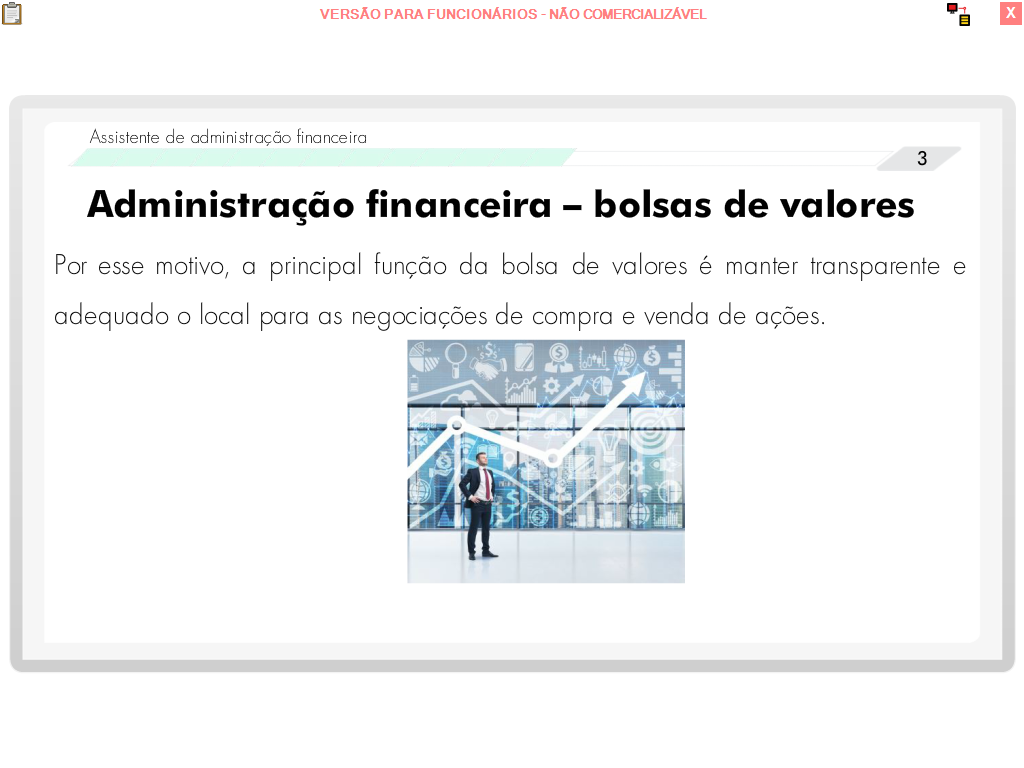 VERSÃO PARA FUNCIONÁRIOS - NÃO COMERCIALIZÁVEL
X
Assistente de administração financeira
3
Administração financeira – bolsas de valores
Por esse motivo, a principal função da bolsa de valores é manter transparente e
adequado o local para as negociações de compra e venda de ações.